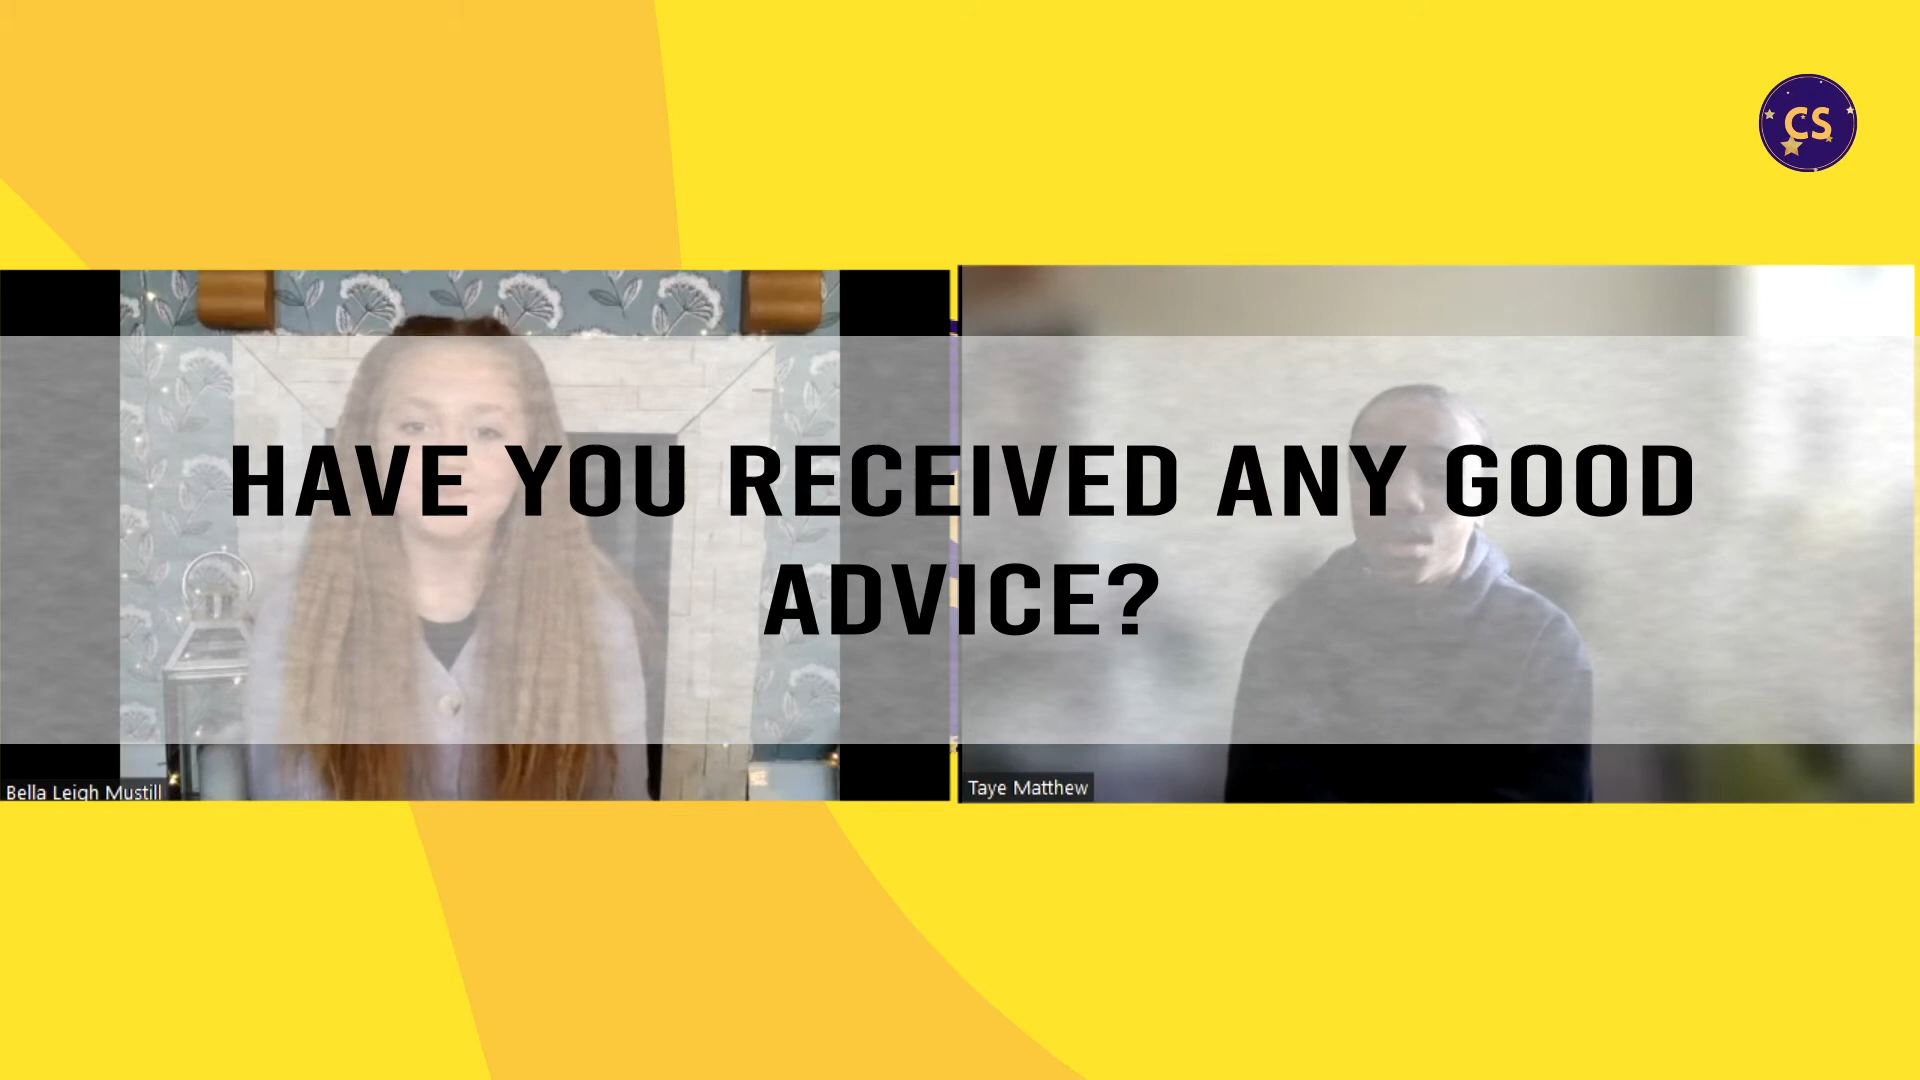 CS
HAVE YOU RECEIVED ANY GOOD
ADVICE?
Bella Leigh Mustill
Taye Matthew